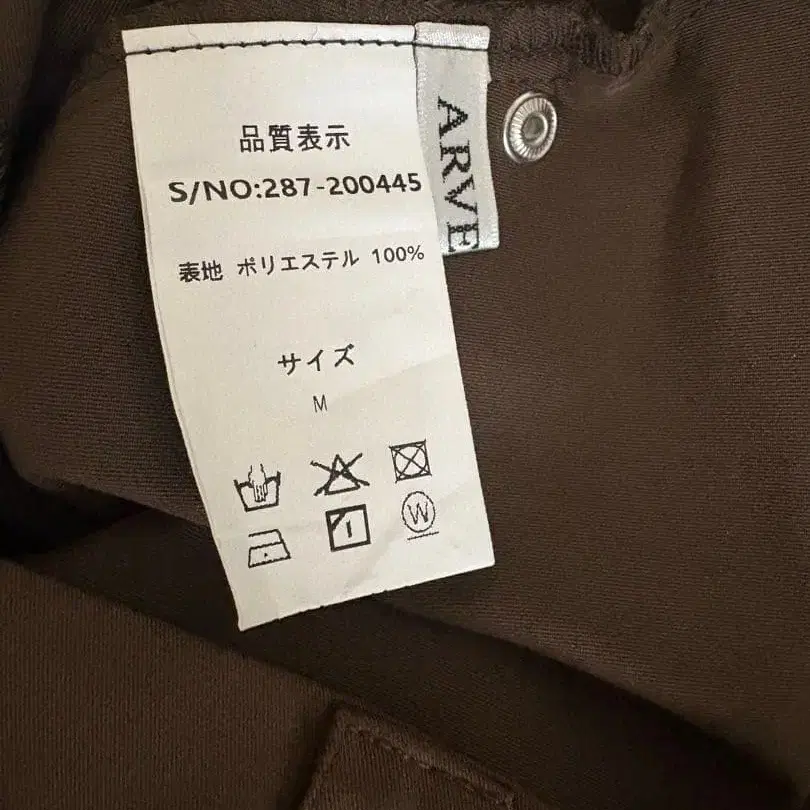 品質表示
S/NO:287-200445
表地 ポリエステル 100%
サイズ
M
W
ARVE